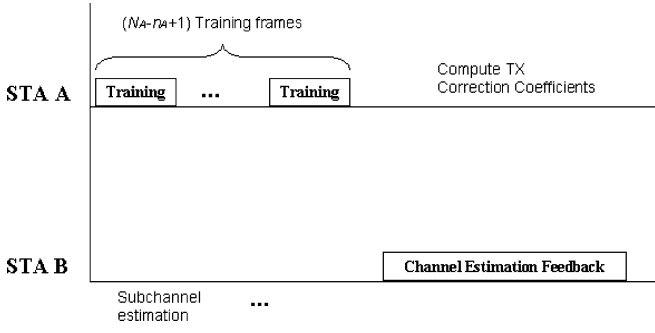 (NA-nA+1) Training frames
Compute TX
Correction Coefficients
STA A
Training ... Training
STA B
Channel Estimation Feedback
Subchannel ...
estimation